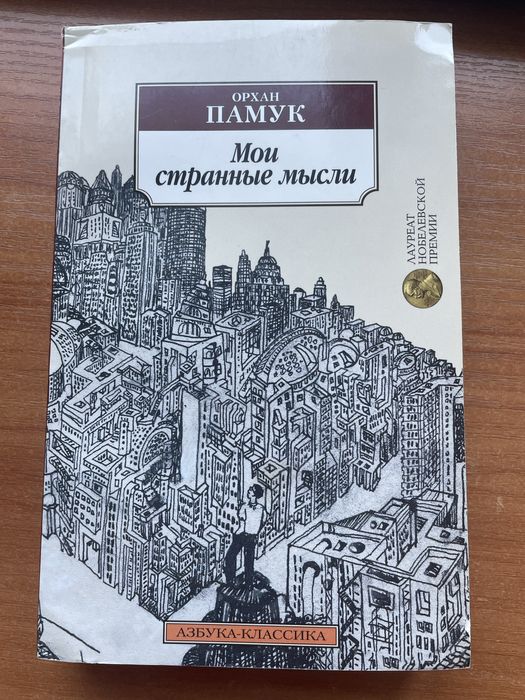 ОРХАН
ПАМУК
Мои
странные мысли
ЛАУРЕАТ
НОБЕЛЕВСКОЙ
ПРЕМИИ
АЗБУКА-КЛАССИКА